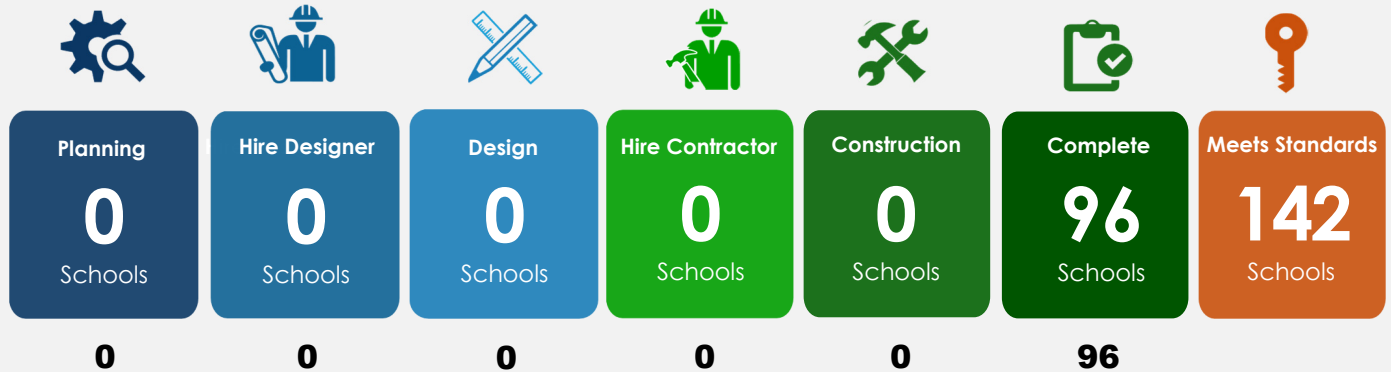 Planning
0
Schools
Hire Designer
0
Schools
Design
0
Schools
Hire Contractor
0
Schools
Construction
0
Schools
Complete
96
Schools
Meets Standards
142
Schools
0
0
0
0
0
96